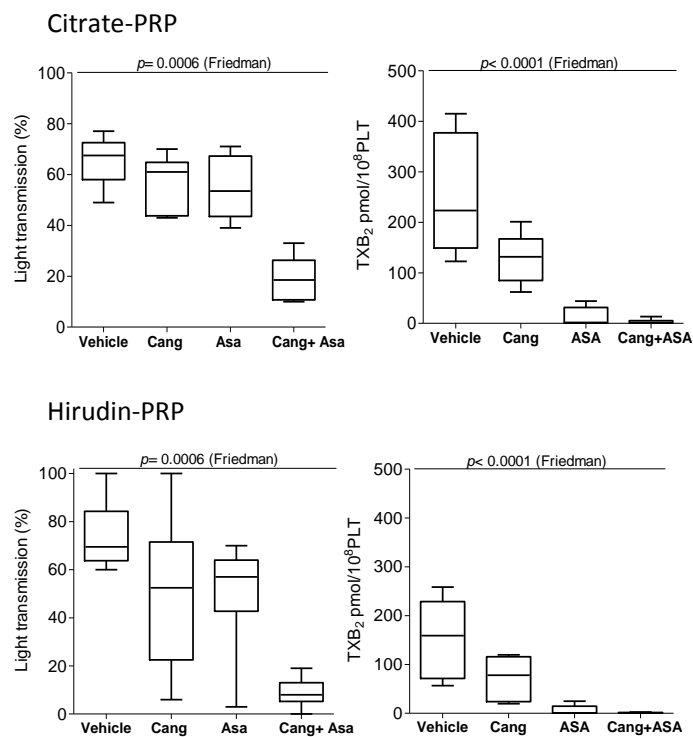 Citrate-PRP
p= 0.0006 (Friedman)
Light transmission (%)
100
80
60
40
20
0
Vehicle Cang Asa Cang+ Asa
p< 0.0001 (Friedman)
TXB₂ pmol/10⁸PLT
500
400
300
200
100
0
Vehicle Cang ASA Cang+ASA
Hirudin-PRP
p= 0.0006 (Friedman)
Light transmission (%)
100
80
60
40
20
0
Vehicle Cang Asa Cang+ Asa
p< 0.0001 (Friedman)
TXB₂ pmol/10⁸PLT
500
400
300
200
100
0
Vehicle Cang ASA Cang+ASA